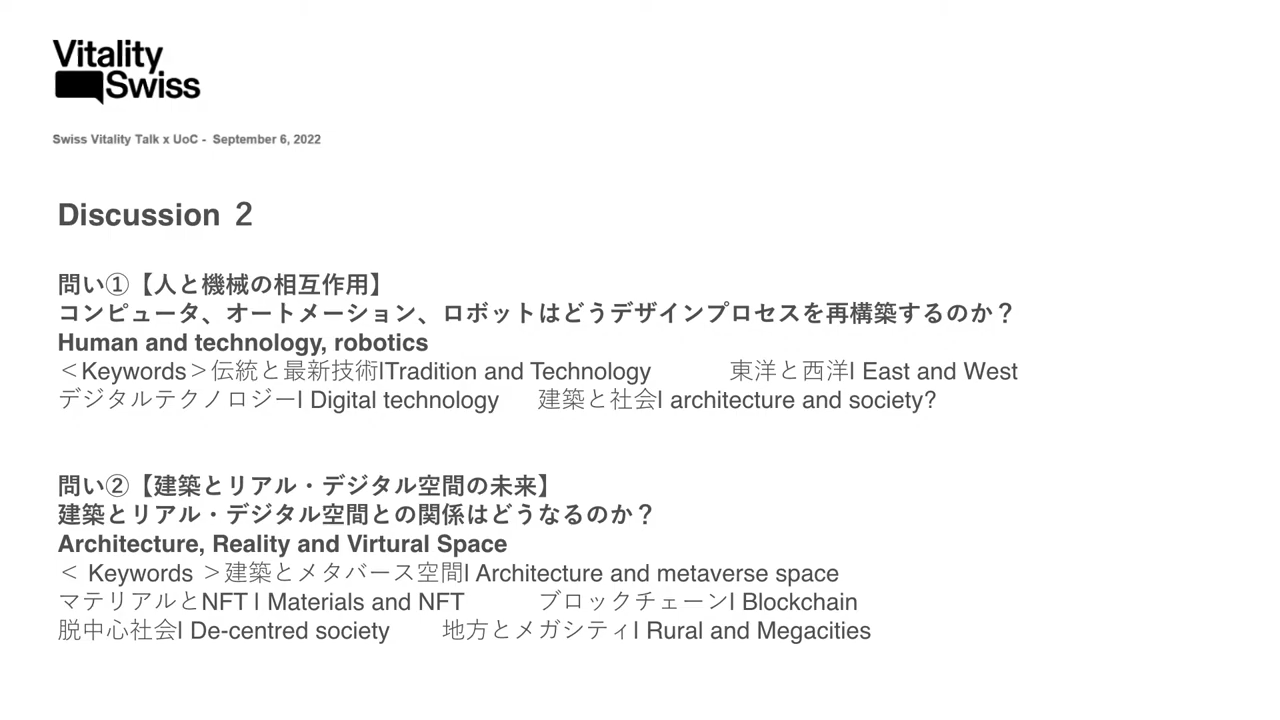 Vitality
Swiss
Swiss Vitality Talk x UoC - September 6, 2022
Discussion 2
問い①【人と機械の相互作用】
コンピュータ、オートメーション、ロボットはどうデザインプロセスを再構築するのか？
Human and technology, robotics
＜Keywords＞伝統と最新技術|Tradition and Technology 東洋と西洋| East and West
デジタルテクノロジー| Digital technology 建築と社会| architecture and society?
問い②【建築とリアル・デジタル空間の未来】
建築とリアル・デジタル空間との関係はどうなるのか？
Architecture, Reality and Virtural Space
＜ Keywords ＞建築とメタバース空間| Architecture and metaverse space
マテリアルとNFT | Materials and NFT ブロックチェーン| Blockchain
脱中心社会| De-centred society 地方とメガシティ| Rural and Megacities